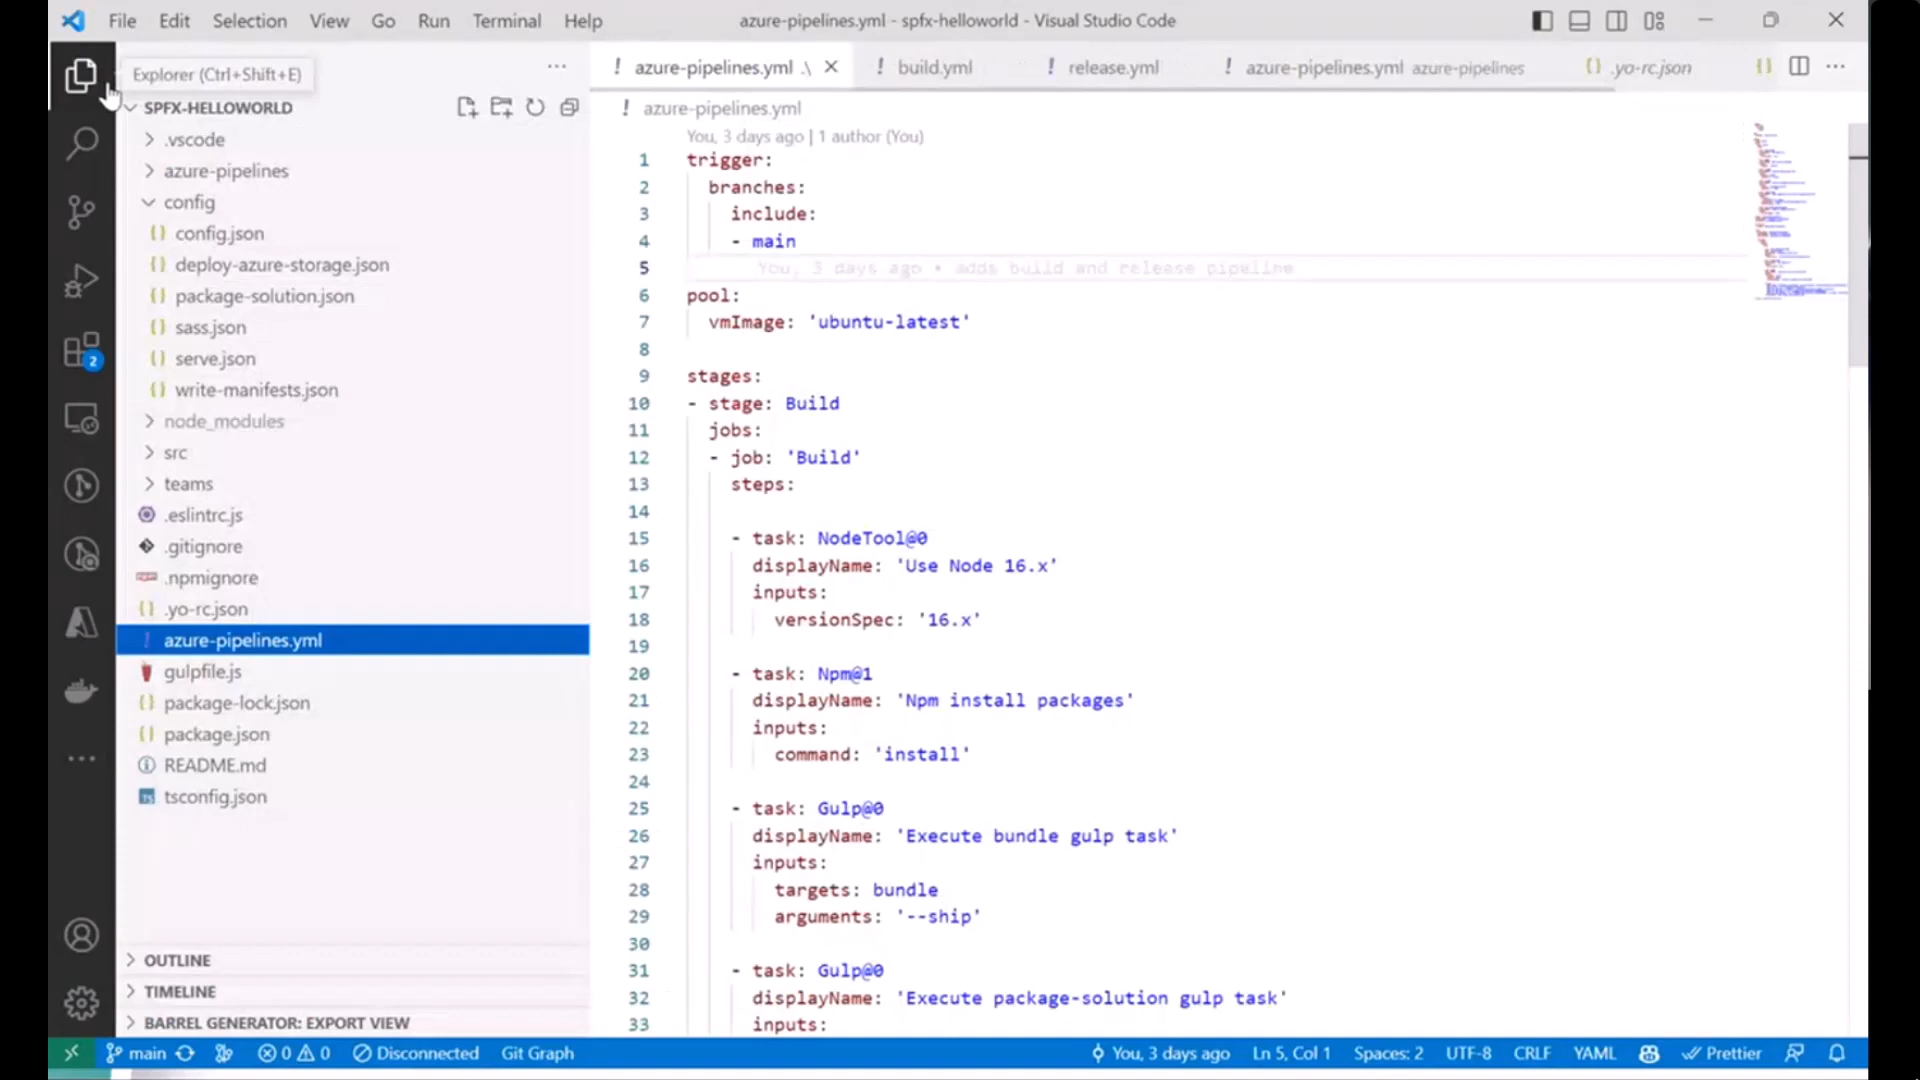 File Edit Selection View Go Run Terminal Help
azure-pipelines.yml - spfx-helloworld - Visual Studio Code
Explorer (Ctrl+Shift+E)
SPFX-HELLOWORLD
.vscode
azure-pipelines
config
config.json
deploy-azure-storage.json
package-solution.json
sass.json
serve.json
write-manifests.json
node_modules
src
teams
.eslintrc.js
.gitignore
.npmignore
.yo-rc.json
azure-pipelines.yml
gulpfile.js
package-lock.json
package.json
README.md
tsconfig.json
OUTLINE
TIMELINE
BARREL GENERATOR: EXPORT VIEW
2
! azure-pipelines.yml .\ ! build.yml ! release.yml ! azure-pipelines.yml azure-pipelines {} .yo-rc.json {}
! azure-pipelines.yml
You, 3 days ago | 1 author (You)
1 trigger:
2 branches:
3 include:
4 - main
5 You, 3 days ago • adds build and release pipeline
6 pool:
7 vmImage: 'ubuntu-latest'
8
9 stages:
10 - stage: Build
11 jobs:
12 - job: 'Build'
13 steps:
14
15 - task: NodeTool@0
16 displayName: 'Use Node 16.x'
17 inputs:
18 versionSpec: '16.x'
19
20 - task: Npm@1
21 displayName: 'Npm install packages'
22 inputs:
23 command: 'install'
24
25 - task: Gulp@0
26 displayName: 'Execute bundle gulp task'
27 inputs:
28 targets: bundle
29 arguments: '--ship'
30
31 - task: Gulp@0
32 displayName: 'Execute package-solution gulp task'
33 inputs:
main 0 0 Disconnected Git Graph You, 3 days ago Ln 5, Col 1 Spaces: 2 UTF-8 CRLF YAML Prettier